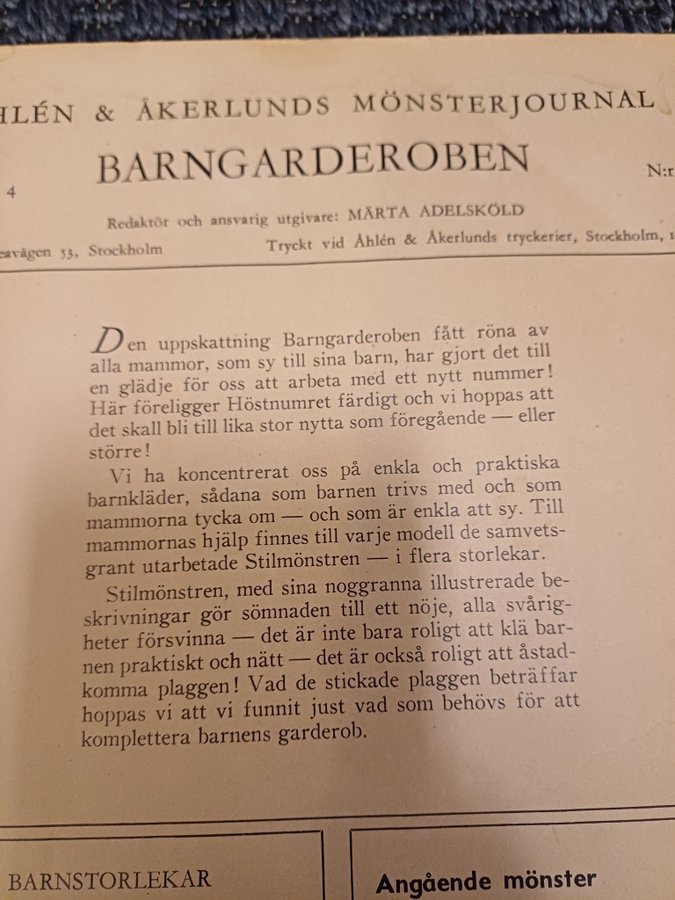 HLÉN & ÅKERLUNDS MÖNSTERJOURNAL
BARNGARDEROBEN
4 N:r
Redaktör och ansvarig utgivare: MÄRTA ADELSKÖLD
eavägen 33, Stockholm Tryckt vid Åhlén & Åkerlunds tryckerier, Stockholm, 1
Den uppskattning Barngarderoben fått röna av
alla mammor, som sy till sina barn, har gjort det till
en glädje för oss att arbeta med ett nytt nummer!
Här föreligger Höstnumret färdigt och vi hoppas att
det skall bli till lika stor nytta som föregående — eller
större!
Vi ha koncentrerat oss på enkla och praktiska
barnkläder, sådana som barnen trivs med och som
mammorna tycka om — och som är enkla att sy. Till
mammornas hjälp finnes till varje modell de samvets-
grant utarbetade Stilmönstren — i flera storlekar.
Stilmönstren, med sina noggranna illustrerade be-
skrivningar gör sömnaden till ett nöje, alla svårig-
heter försvinna — det är inte bara roligt att klä bar-
nen praktiskt och nätt — det är också roligt att åstad-
komma plaggen! Vad de stickade plaggen beträffar
hoppas vi att vi funnit just vad som behövs för att
komplettera barnens garderob.
BARNSTORLEKAR
Angående mönster